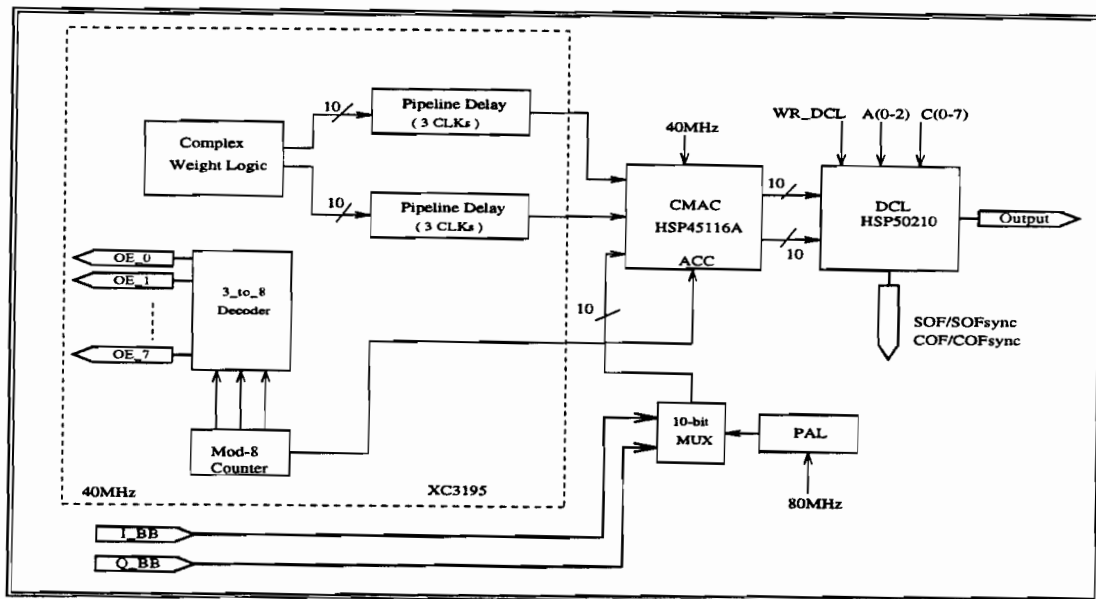 10
Pipeline Delay
( 3 CLKs )
Complex
Weight Logic
10
Pipeline Delay
( 3 CLKs )
OE_0
OE_1
OE_7
3_to_8
Decoder
Mod-8
Counter
40MHz
XC3195
I_BB
Q_BB
40MHz
CMAC
HSP45116A
ACC
10
10
10
WR_DCL
A(0-2)
C(0-7)
DCL
HSP50210
Output
SOF/SOFsync
COF/COFsync
10-bit
MUX
PAL
80MHz